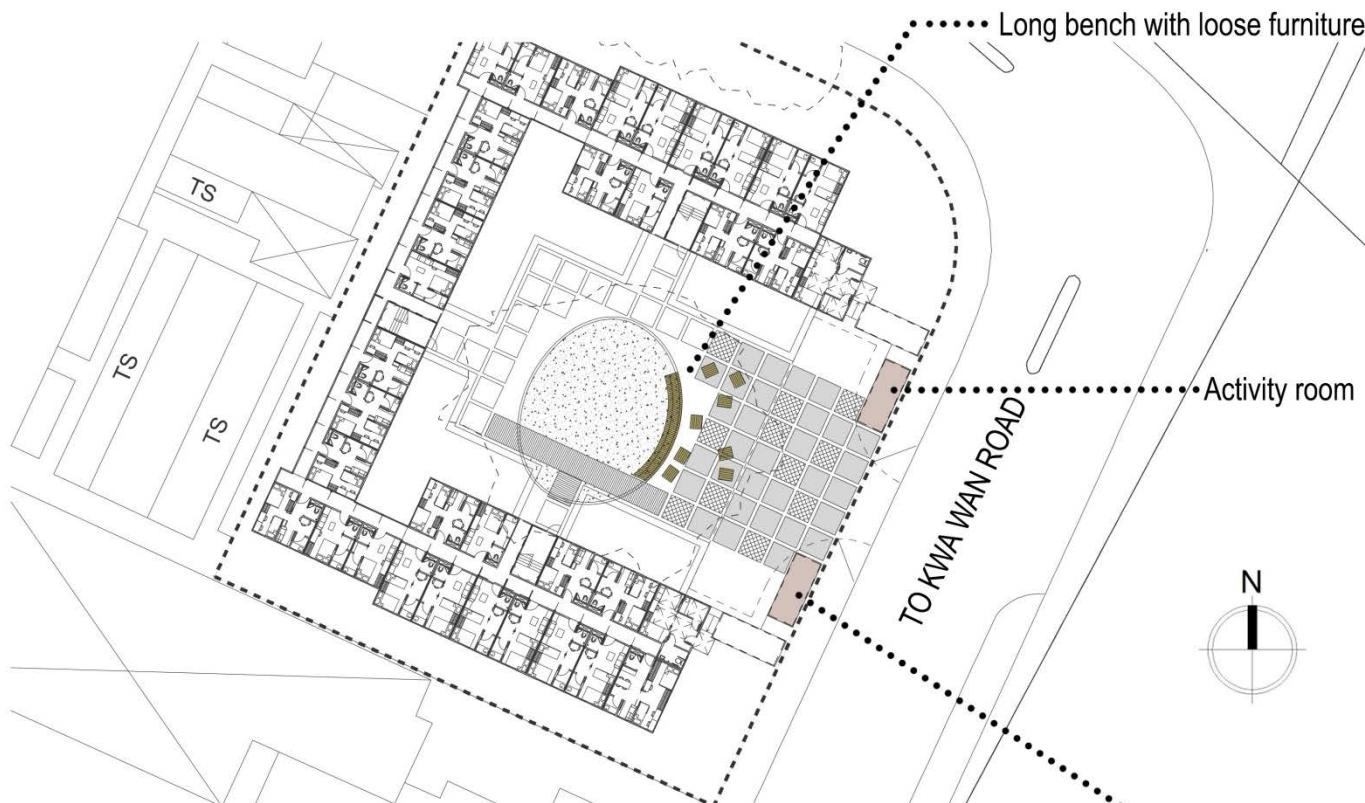 Long bench with loose furniture
TS
TS
TS
Activity room
TO KWA WAN ROAD
N